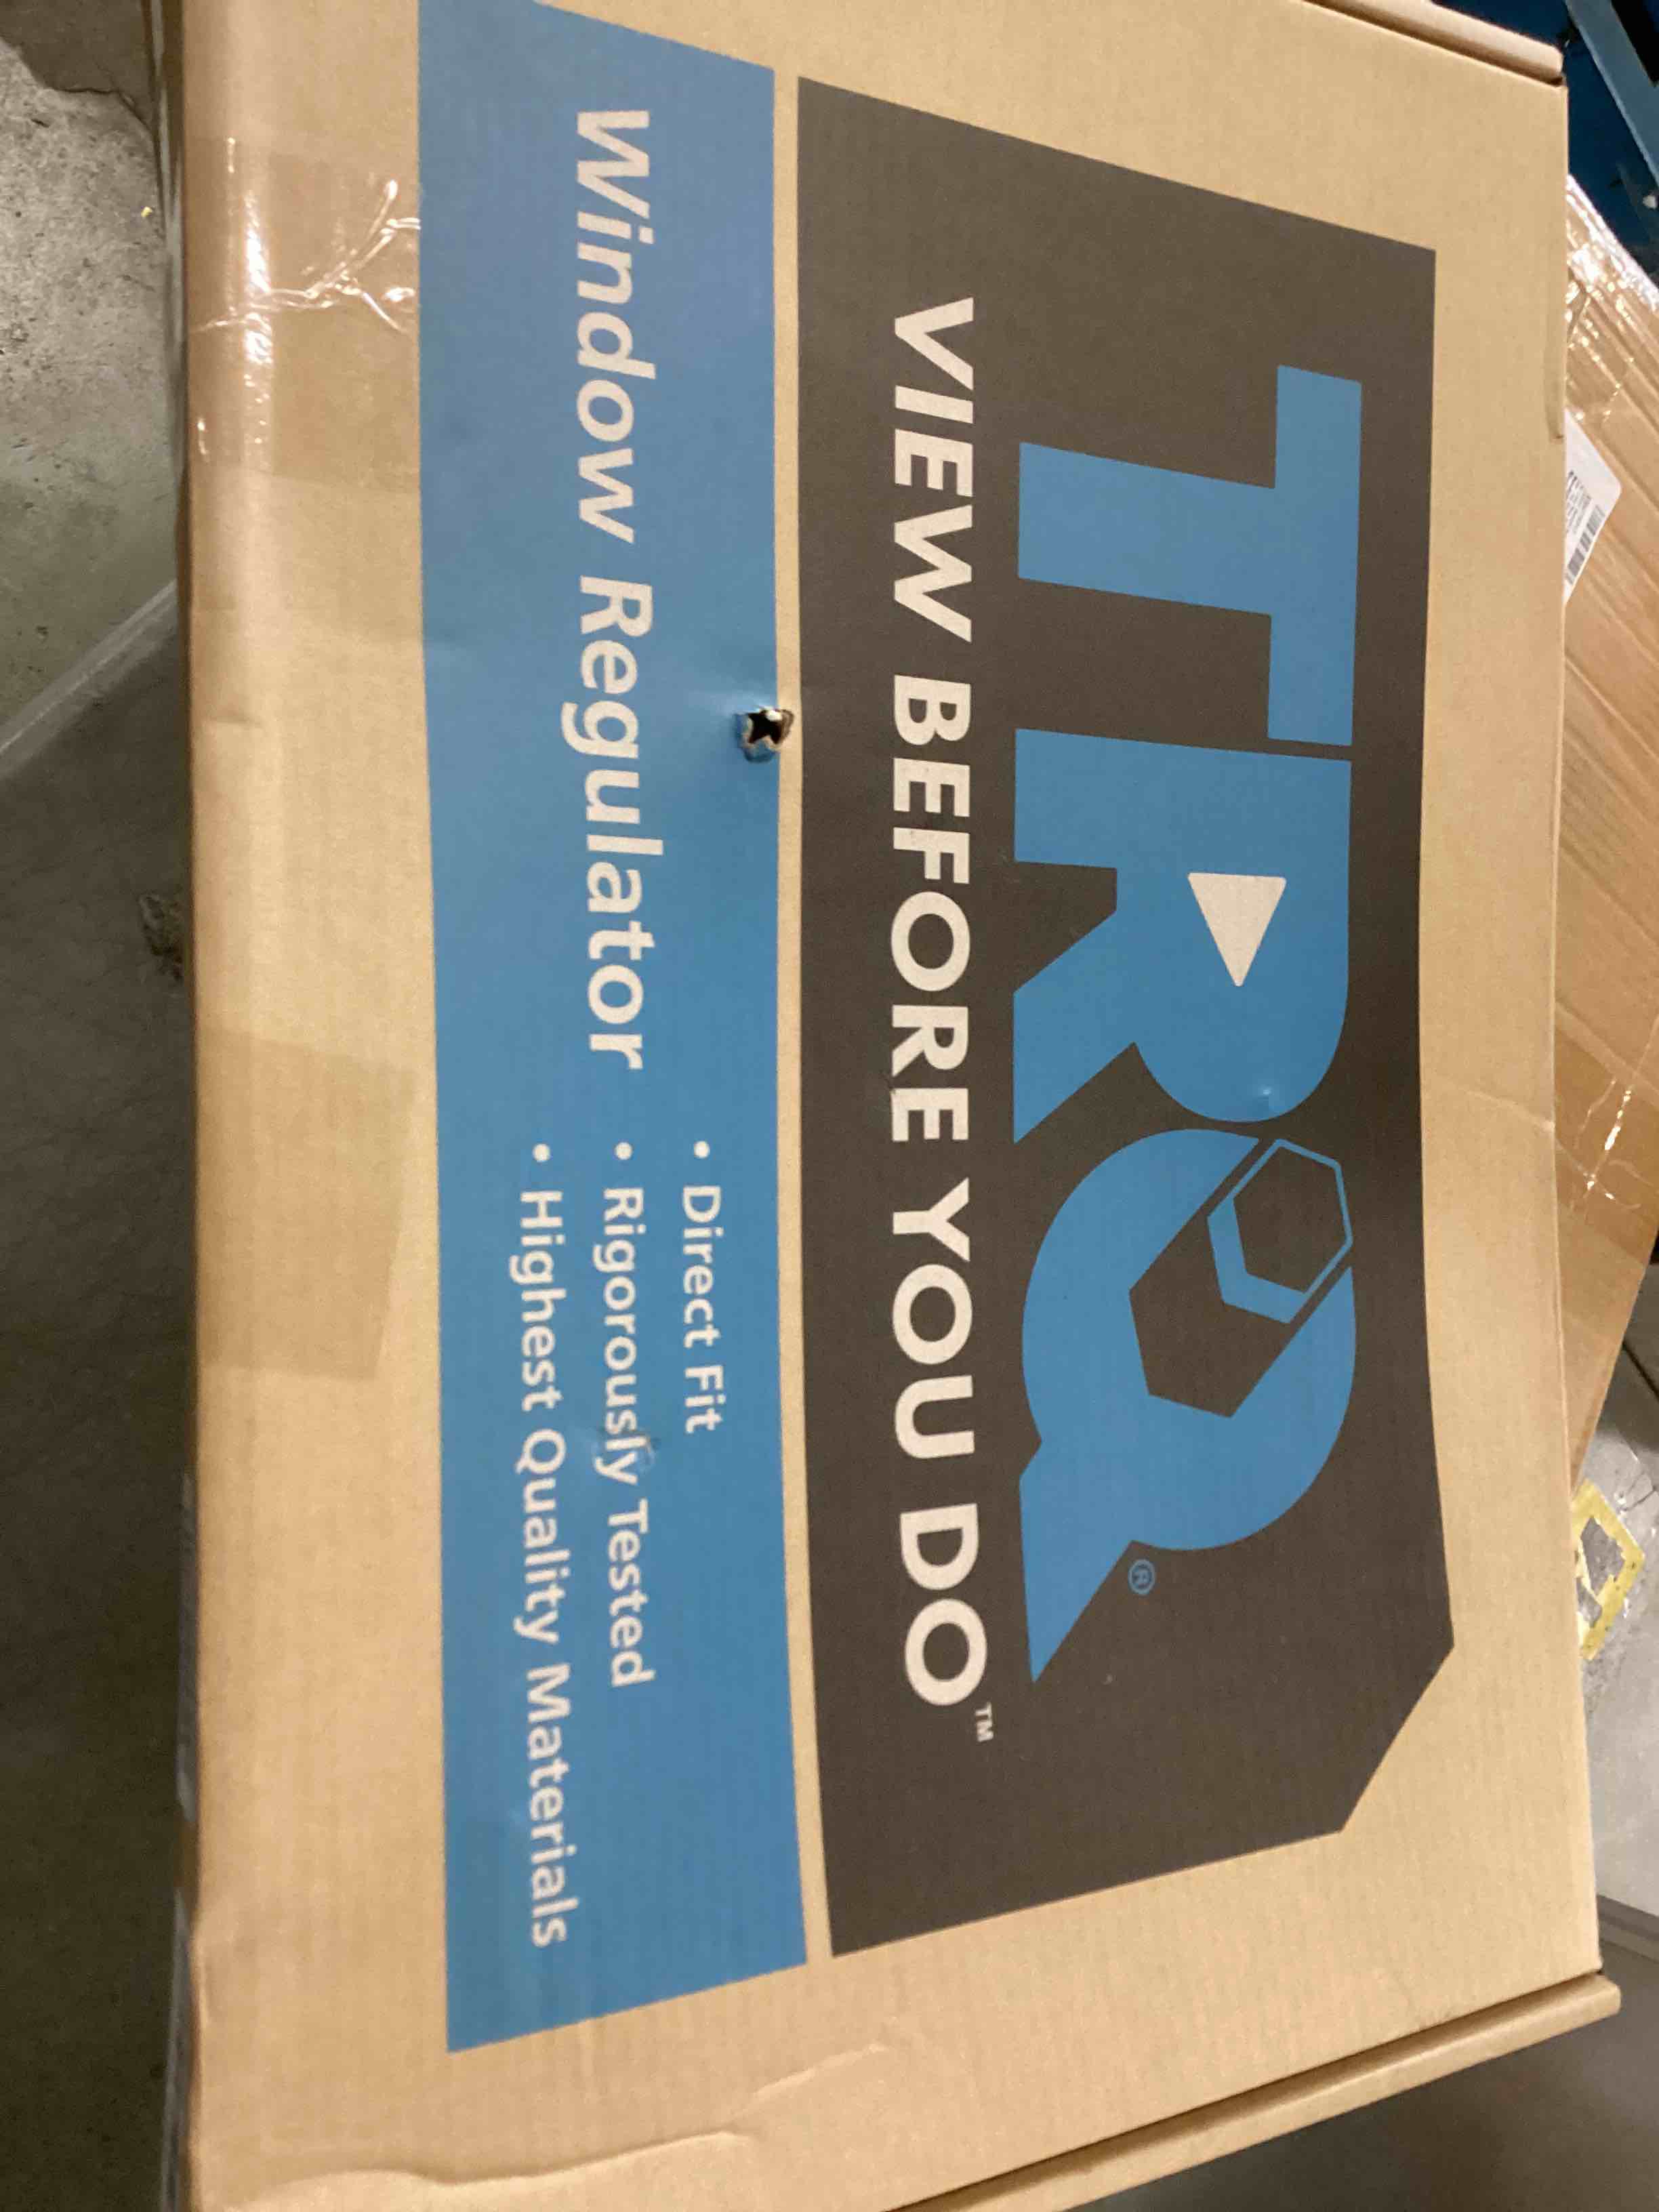 TRQ®
VIEW BEFORE YOU DO™
Window Regulator
• Direct Fit
• Rigorously Tested
• Highest Quality Materials